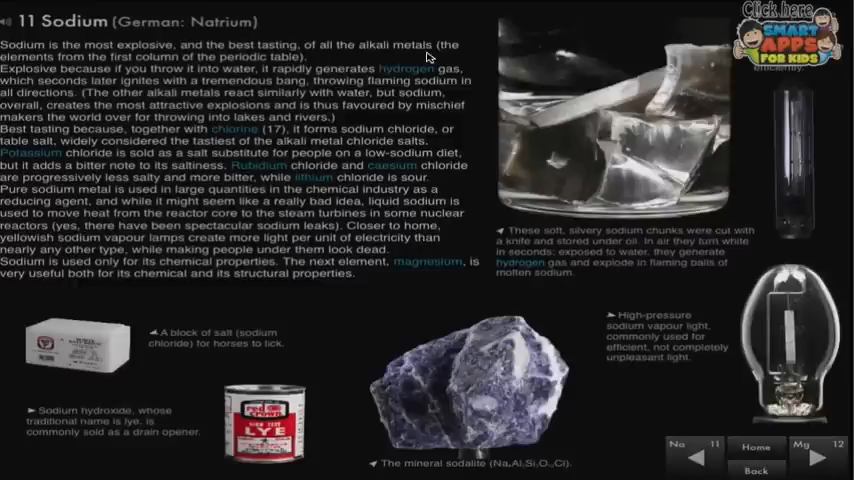 11 Sodium (German: Natrium)
Sodium is the most explosive, and the best tasting, of all the alkali metals (the
elements from the first column of the periodic table).
Explosive because if you throw it into water, it rapidly generates hydrogen gas,
which seconds later ignites with a tremendous bang, throwing flaming sodium in
all directions. (The other alkali metals react similarly with water, but sodium,
overall, creates the most attractive explosions and is thus favoured by mischief
makers the world over for throwing into lakes and rivers.)
Best tasting because, together with chlorine (17), it forms sodium chloride, or
table salt, widely considered the tastiest of the alkali metal chloride salts.
Potassium chloride is sold as a salt substitute for people on a low-sodium diet,
but it adds a bitter note to its saltiness. Rubidium chloride and caesium chloride
are progressively less salty and more bitter, while lithium chloride is sour.
Pure sodium metal is used in large quantities in the chemical industry as a
reducing agent, and while it might seem like a really bad idea, liquid sodium is
used to move heat from the reactor core to the steam turbines in some nuclear
reactors (yes, there have been spectacular sodium leaks). Closer to home,
yellowish sodium vapour lamps create more light per unit of electricity than
nearly any other type, while making people under them look dead.
Sodium is used only for its chemical properties. The next element, magnesium, is
very useful both for its chemical and its structural properties.
Click here
SMART
APPS
FOR KIDS
efficiently.
These soft, silvery sodium chunks were cut with
a knife and stored under oil. In air they turn white
in seconds; exposed to water, they generate
hydrogen gas and explode in flaming balls of
molten sodium.
A block of salt (sodium
chloride) for horses to lick.
High-pressure
sodium vapour light,
commonly used for
efficient, not completely
unpleasant light.
Sodium hydroxide, whose
traditional name is lye, is
commonly sold as a drain opener.
Red Crown
HIGH TEST
LYE
The mineral sodalite (Na₄Al₃Si₃O₁₂Cl).
Na 11
Home
Back
Mg 12